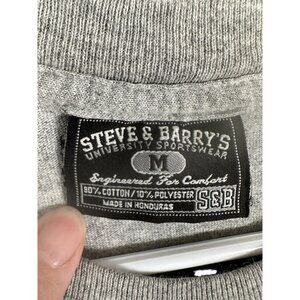 STEVE & BARRY'S
UNIVERSITY SPORTSWEAR
M
Engineered For Comfort
90% COTTON/10% POLYESTER
MADE IN HONDURAS
S&B